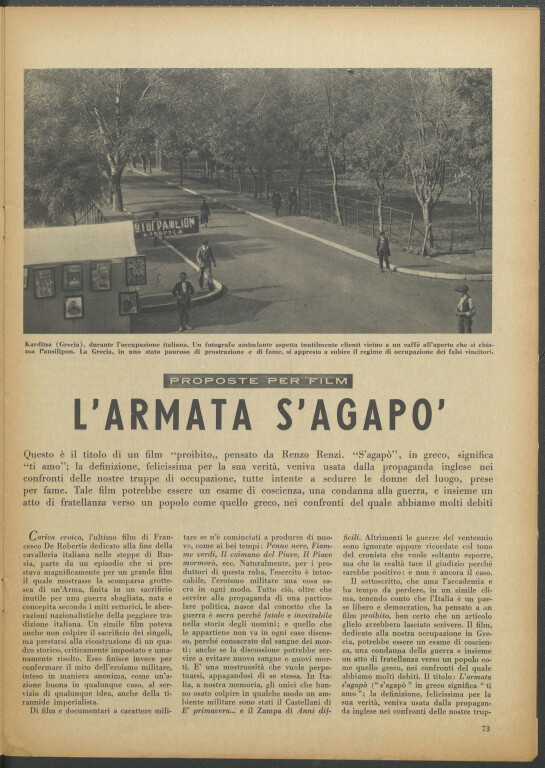 FOTO PANLION
Karditsa (Grecia), durante l'occupazione italiana. Un fotografo ambulante aspetta inutilmente clienti vicino a un caffè all'aperto che si chia-
ma Pausilipon. La Grecia, in uno stato pauroso di prostrazione e di fame, si appresta a subire il regime di occupazione dei falsi vincitori.
PROPOSTE PER FILM
L'ARMATA S'AGAPO'
Questo è il titolo di un film "proibito„ pensato da Renzo Renzi. "S'agapò", in greco, significa
"ti amo"; la definizione, felicissima per la sua verità, veniva usata dalla propaganda inglese nei
confronti delle nostre truppe di occupazione, tutte intente a sedurre le donne del luogo, prese
per fame. Tale film potrebbe essere un esame di coscienza, una condanna alla guerra, e insieme un
atto di fratellanza verso un popolo come quello greco, nei confronti del quale abbiamo molti debiti
Carica eroica, l'ultimo film di Fran-
cesco De Robertis dedicato alla fine della
cavalleria italiana nelle steppe di Rus-
sia, parte da un episodio che si pre-
stava magnificamente per un grande film
il quale mostrasse la scomparsa grotte-
sca di un'Arma, finita in un sacrificio
inutile per una guerra sbagliata, nata e
concepita secondo i miti rettorici, le aber-
razioni nazionalistiche della peggiore tra-
dizione italiana. Un simile film poteva
anche non colpire il sacrificio dei singoli,
ma prestarsi alla ricostruzione di un qua-
dro storico, criticamente impostato e uma-
namente risolto. Esso finisce invece per
confermare il mito dell'eroismo militare,
inteso in maniera anonima, come un'a-
zione buona in qualunque caso, al ser-
vizio di qualunque idea, anche della ti-
rannide imperialista.
Di film e documentari a carattere mili-
tare se n'è cominciati a produrre di nuo-
vo, come ai bei tempi: Penne nere, Fiam-
me verdi, Il caimano del Piave, Il Piave
mormorò, ecc. Naturalmente, per i pro-
duttori di questa roba, l'esercito è intoc-
cabile, l'eroismo militare una cosa sa-
cra in ogni modo. Tutto ciò, oltre che
servire alla propaganda di una partico-
lare politica, nasce dal concetto che la
guerra è sacra perché fatale e inevitabile
nella storia degli uomini; e quello che
le appartiene non va in ogni caso discus-
so, perché consacrato dal sangue dei mor-
ti: anche se la discussione potrebbe ser-
vire a evitare nuovo sangue e nuovi mor-
ti. E' una mostruosità che vuole perpe-
tuarsi, appagandosi di se stessa. In Ita-
lia, a nostra memoria, gli unici che han-
no osato colpire in qualche modo un am-
biente militare sono stati il Castellani di
E' primavera... e il Zampa di Anni dif-
ficili. Altrimenti le guerre del ventennio
sono ignorate oppure ricordate col tono
del cronista che vuole soltanto esporre,
ma che in realtà tace il giudizio perché
sarebbe positivo: e non è ancora il caso.
Il sottoscritto, che ama l'accademia e
ha tempo da perdere, in un simile cli-
ma, tenendo conto che l'Italia è un pae-
se libero e democratico, ha pensato a un
film proibito, ben certo che un articolo
glielo avrebbero lasciato scrivere. Il film,
dedicato alla nostra occupazione in Gre-
cia, potrebbe essere un esame di coscien-
za, una condanna della guerra e insieme
un atto di fratellanza verso un popolo co-
me quello greco, nei confronti del quale
abbiamo molti debiti. Il titolo: L'armata
s'agapò ("s'agapò" in greco significa "ti
amo"; la definizione, felicissima per la
sua verità, veniva usata dalla propagan-
da inglese nei confronti delle nostre trup-
73